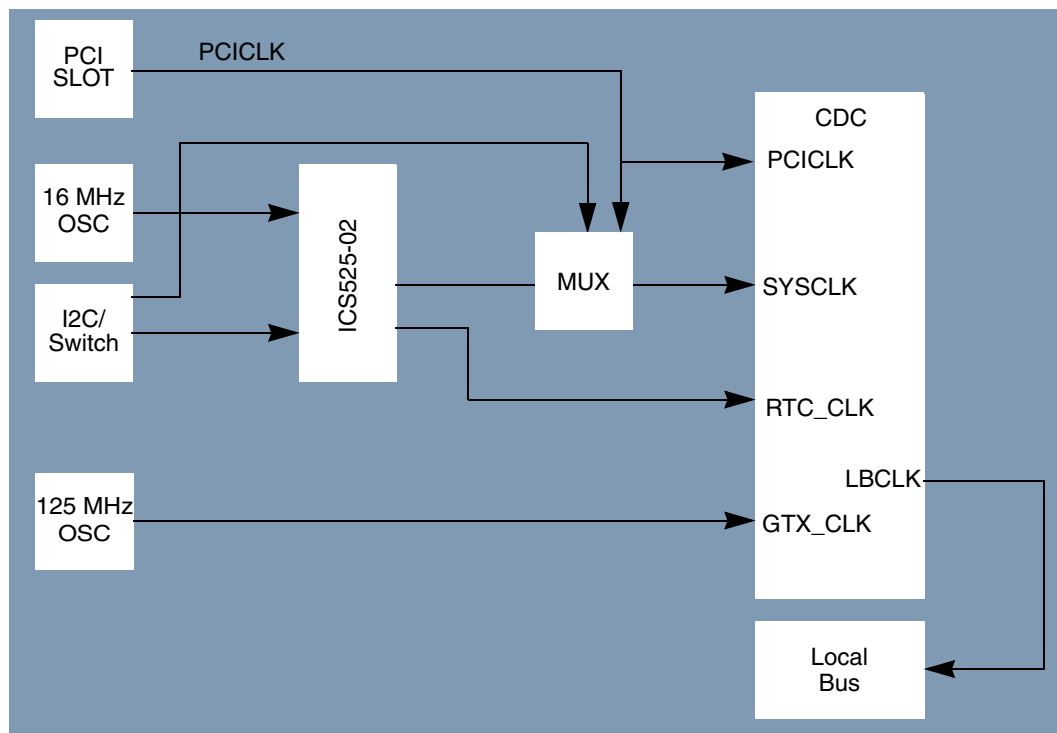 PCI
SLOT
PCICLK
CDC
PCICLK
16 MHz
OSC
ICS525-02
MUX
SYSCLK
I2C/
Switch
RTC_CLK
LBCLK
125 MHz
OSC
GTX_CLK
Local
Bus